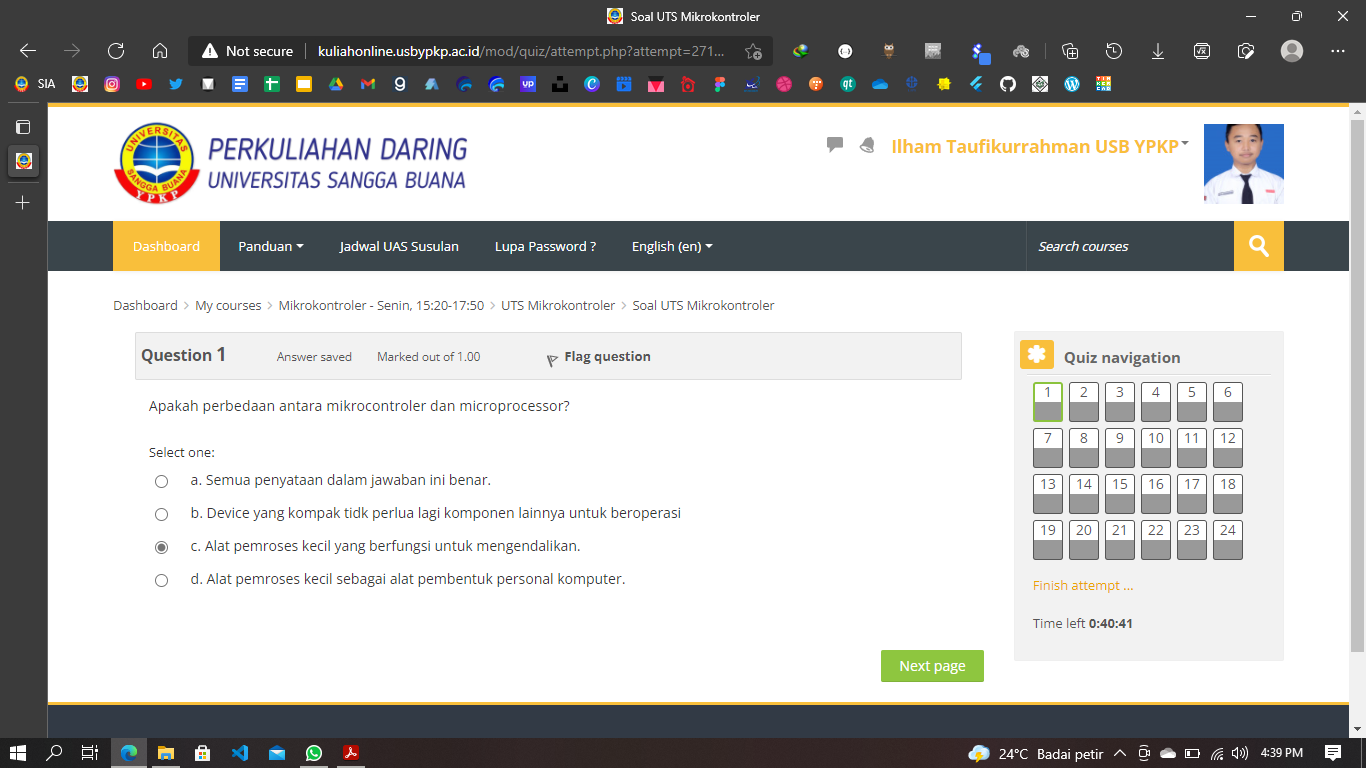 Soal UTS Mikrokontroler
Not secure
kuliahonline.usbypkp.ac.id/mod/quiz/attempt.php?attempt=271...
SIA
UNIVERSITAS SANGGA BUANA YPKP
PERKULIAHAN DARING
UNIVERSITAS SANGGA BUANA
Ilham Taufikurrahman USB YPKP
Dashboard
Panduan
Jadwal UAS Susulan
Lupa Password ?
English (en)
Search courses
Dashboard > My courses > Mikrokontroler - Senin, 15:20-17:50 > UTS Mikrokontroler > Soal UTS Mikrokontroler
Question 1
Answer saved
Marked out of 1.00
Flag question
Apakah perbedaan antara mikrocontroler dan microprocessor?
Select one:
a. Semua penyataan dalam jawaban ini benar.
b. Device yang kompak tidk perlua lagi komponen lainnya untuk beroperasi
c. Alat pemroses kecil yang berfungsi untuk mengendalikan.
d. Alat pemroses kecil sebagai alat pembentuk personal komputer.
Next page
Quiz navigation
1 2 3 4 5 6
7 8 9 10 11 12
13 14 15 16 17 18
19 20 21 22 23 24
Finish attempt ...
Time left 0:40:41
24°C Badai petir
4:39 PM